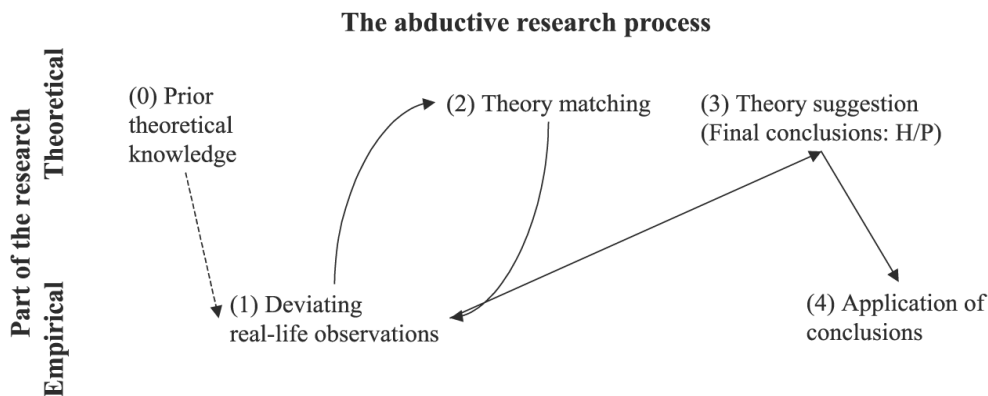 The abductive research process
Part of the research
Theoretical
Empirical
(0) Prior
theoretical
knowledge
(1) Deviating
real-life observations
(2) Theory matching
(3) Theory suggestion
(Final conclusions: H/P)
(4) Application of
conclusions